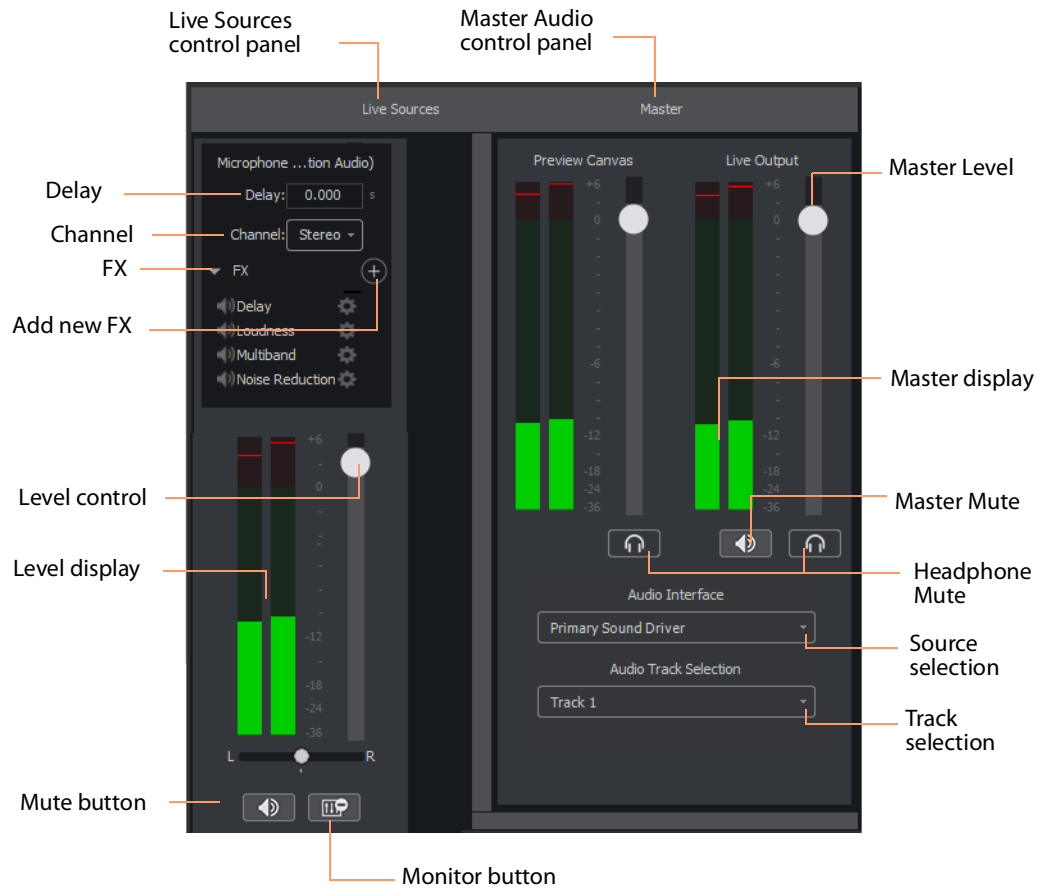 Live Sources
control panel
Master Audio
control panel
Live Sources
Master
Microphone ...tion Audio)
Delay: 0.000 s
Channel: Stereo
FX
Delay
Loudness
Multiband
Noise Reduction
+6
0
-
-
-
-
-
-
-12
-
-18
-24
-36
L
R
Preview Canvas
Live Output
+6
-
0
-
-
-
-
-
-
-6
-
-
-12
-
-18
-24
-36
+6
-
0
-
-
-
-
-
-
-6
-
-
-12
-
-18
-24
-36
Audio Interface
Primary Sound Driver
Audio Track Selection
Track 1
Delay
Channel
FX
Add new FX
Level control
Level display
Mute button
Monitor button
Master Level
Master display
Master Mute
Headphone
Mute
Source
selection
Track
selection